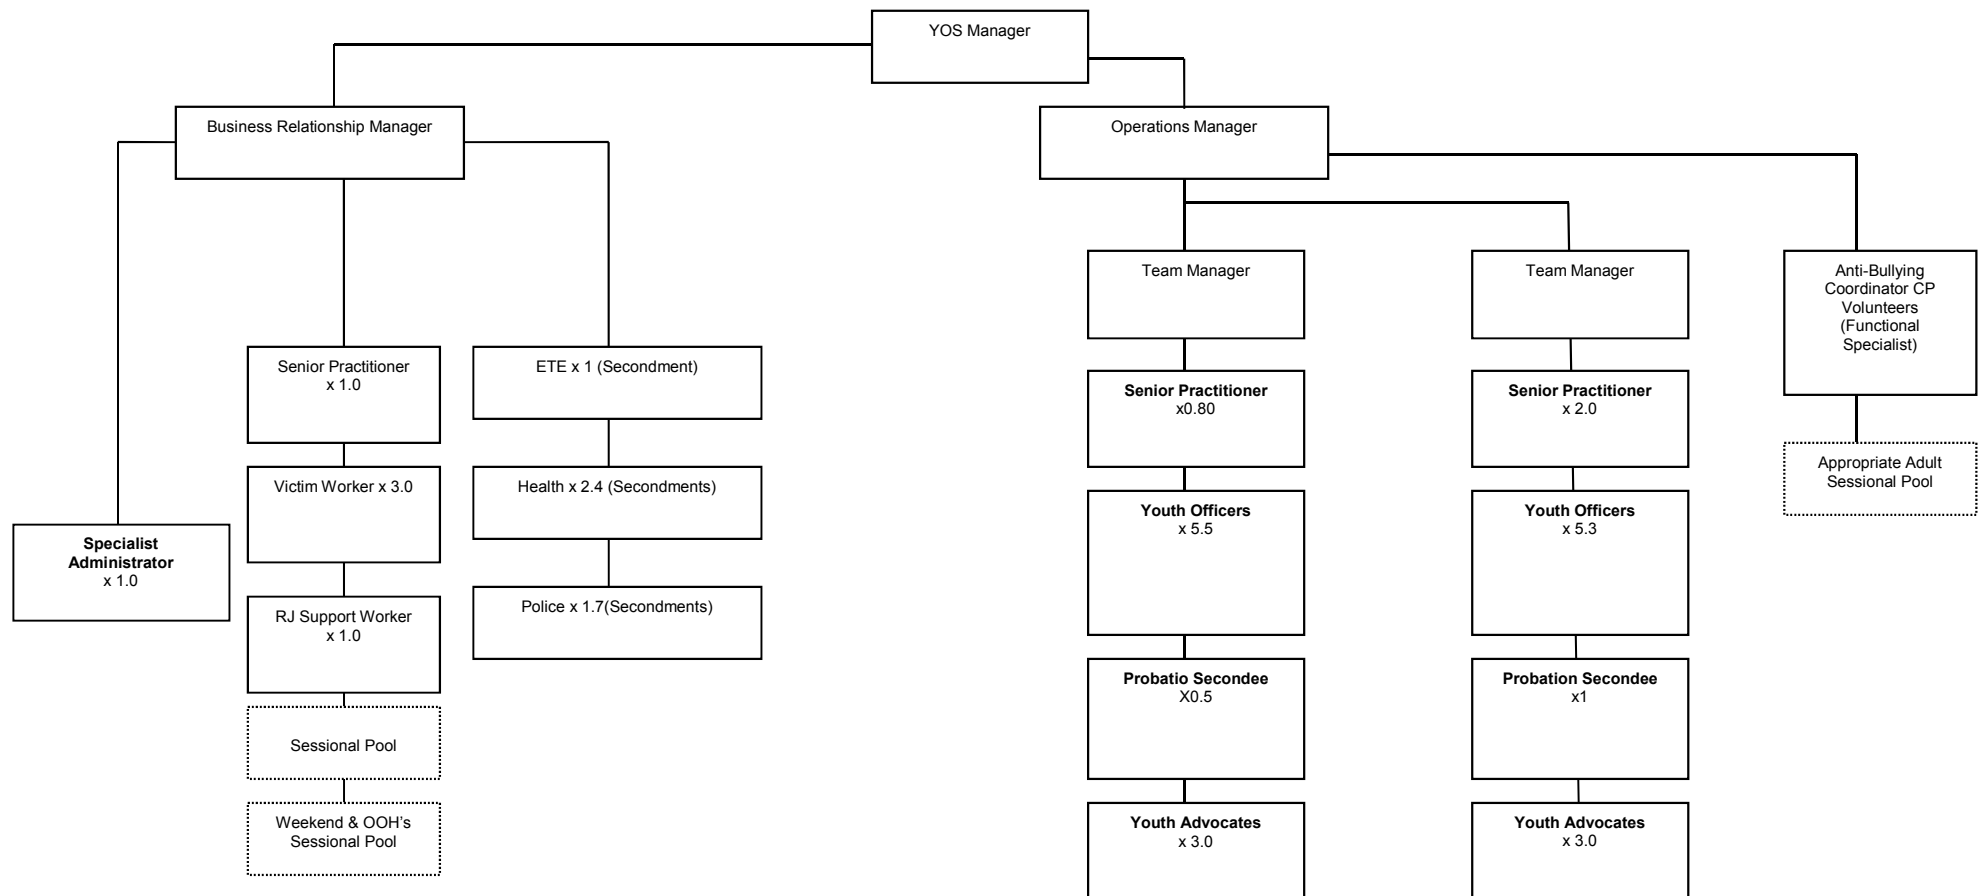 YOS Manager
Business Relationship Manager
Operations Manager
Team Manager
Team Manager
Anti-Bullying
Coordinator CP
Volunteers
(Functional
Specialist)
Senior Practitioner
x 1.0
ETE x 1 (Secondment)
Senior Practitioner
x0.80
Senior Practitioner
x 2.0
Appropriate Adult
Sessional Pool
Victim Worker x 3.0
Health x 2.4 (Secondments)
Youth Officers
x 5.5
Youth Officers
x 5.3
Specialist
Administrator
x 1.0
RJ Support Worker
x 1.0
Police x 1.7(Secondments)
Probatio Secondee
X0.5
Probation Secondee
x1
Sessional Pool
Weekend & OOH's
Sessional Pool
Youth Advocates
x 3.0
Youth Advocates
x 3.0